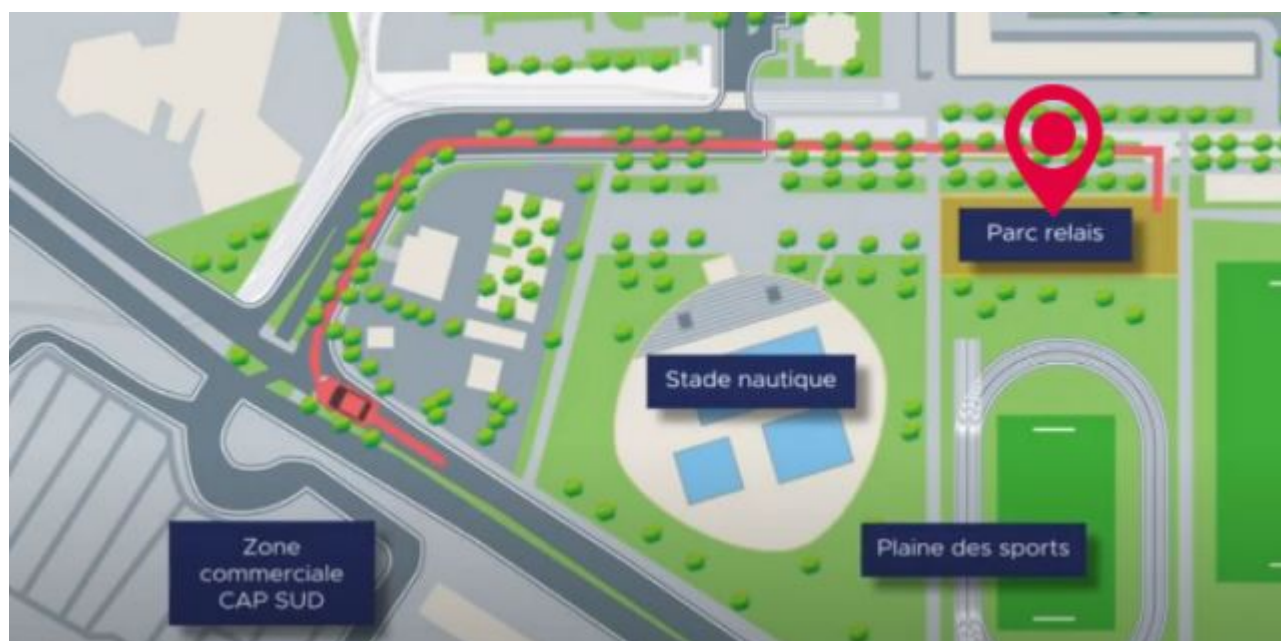 Parc relais
Stade nautique
Plaine des sports
Zone
commerciale
CAP SUD